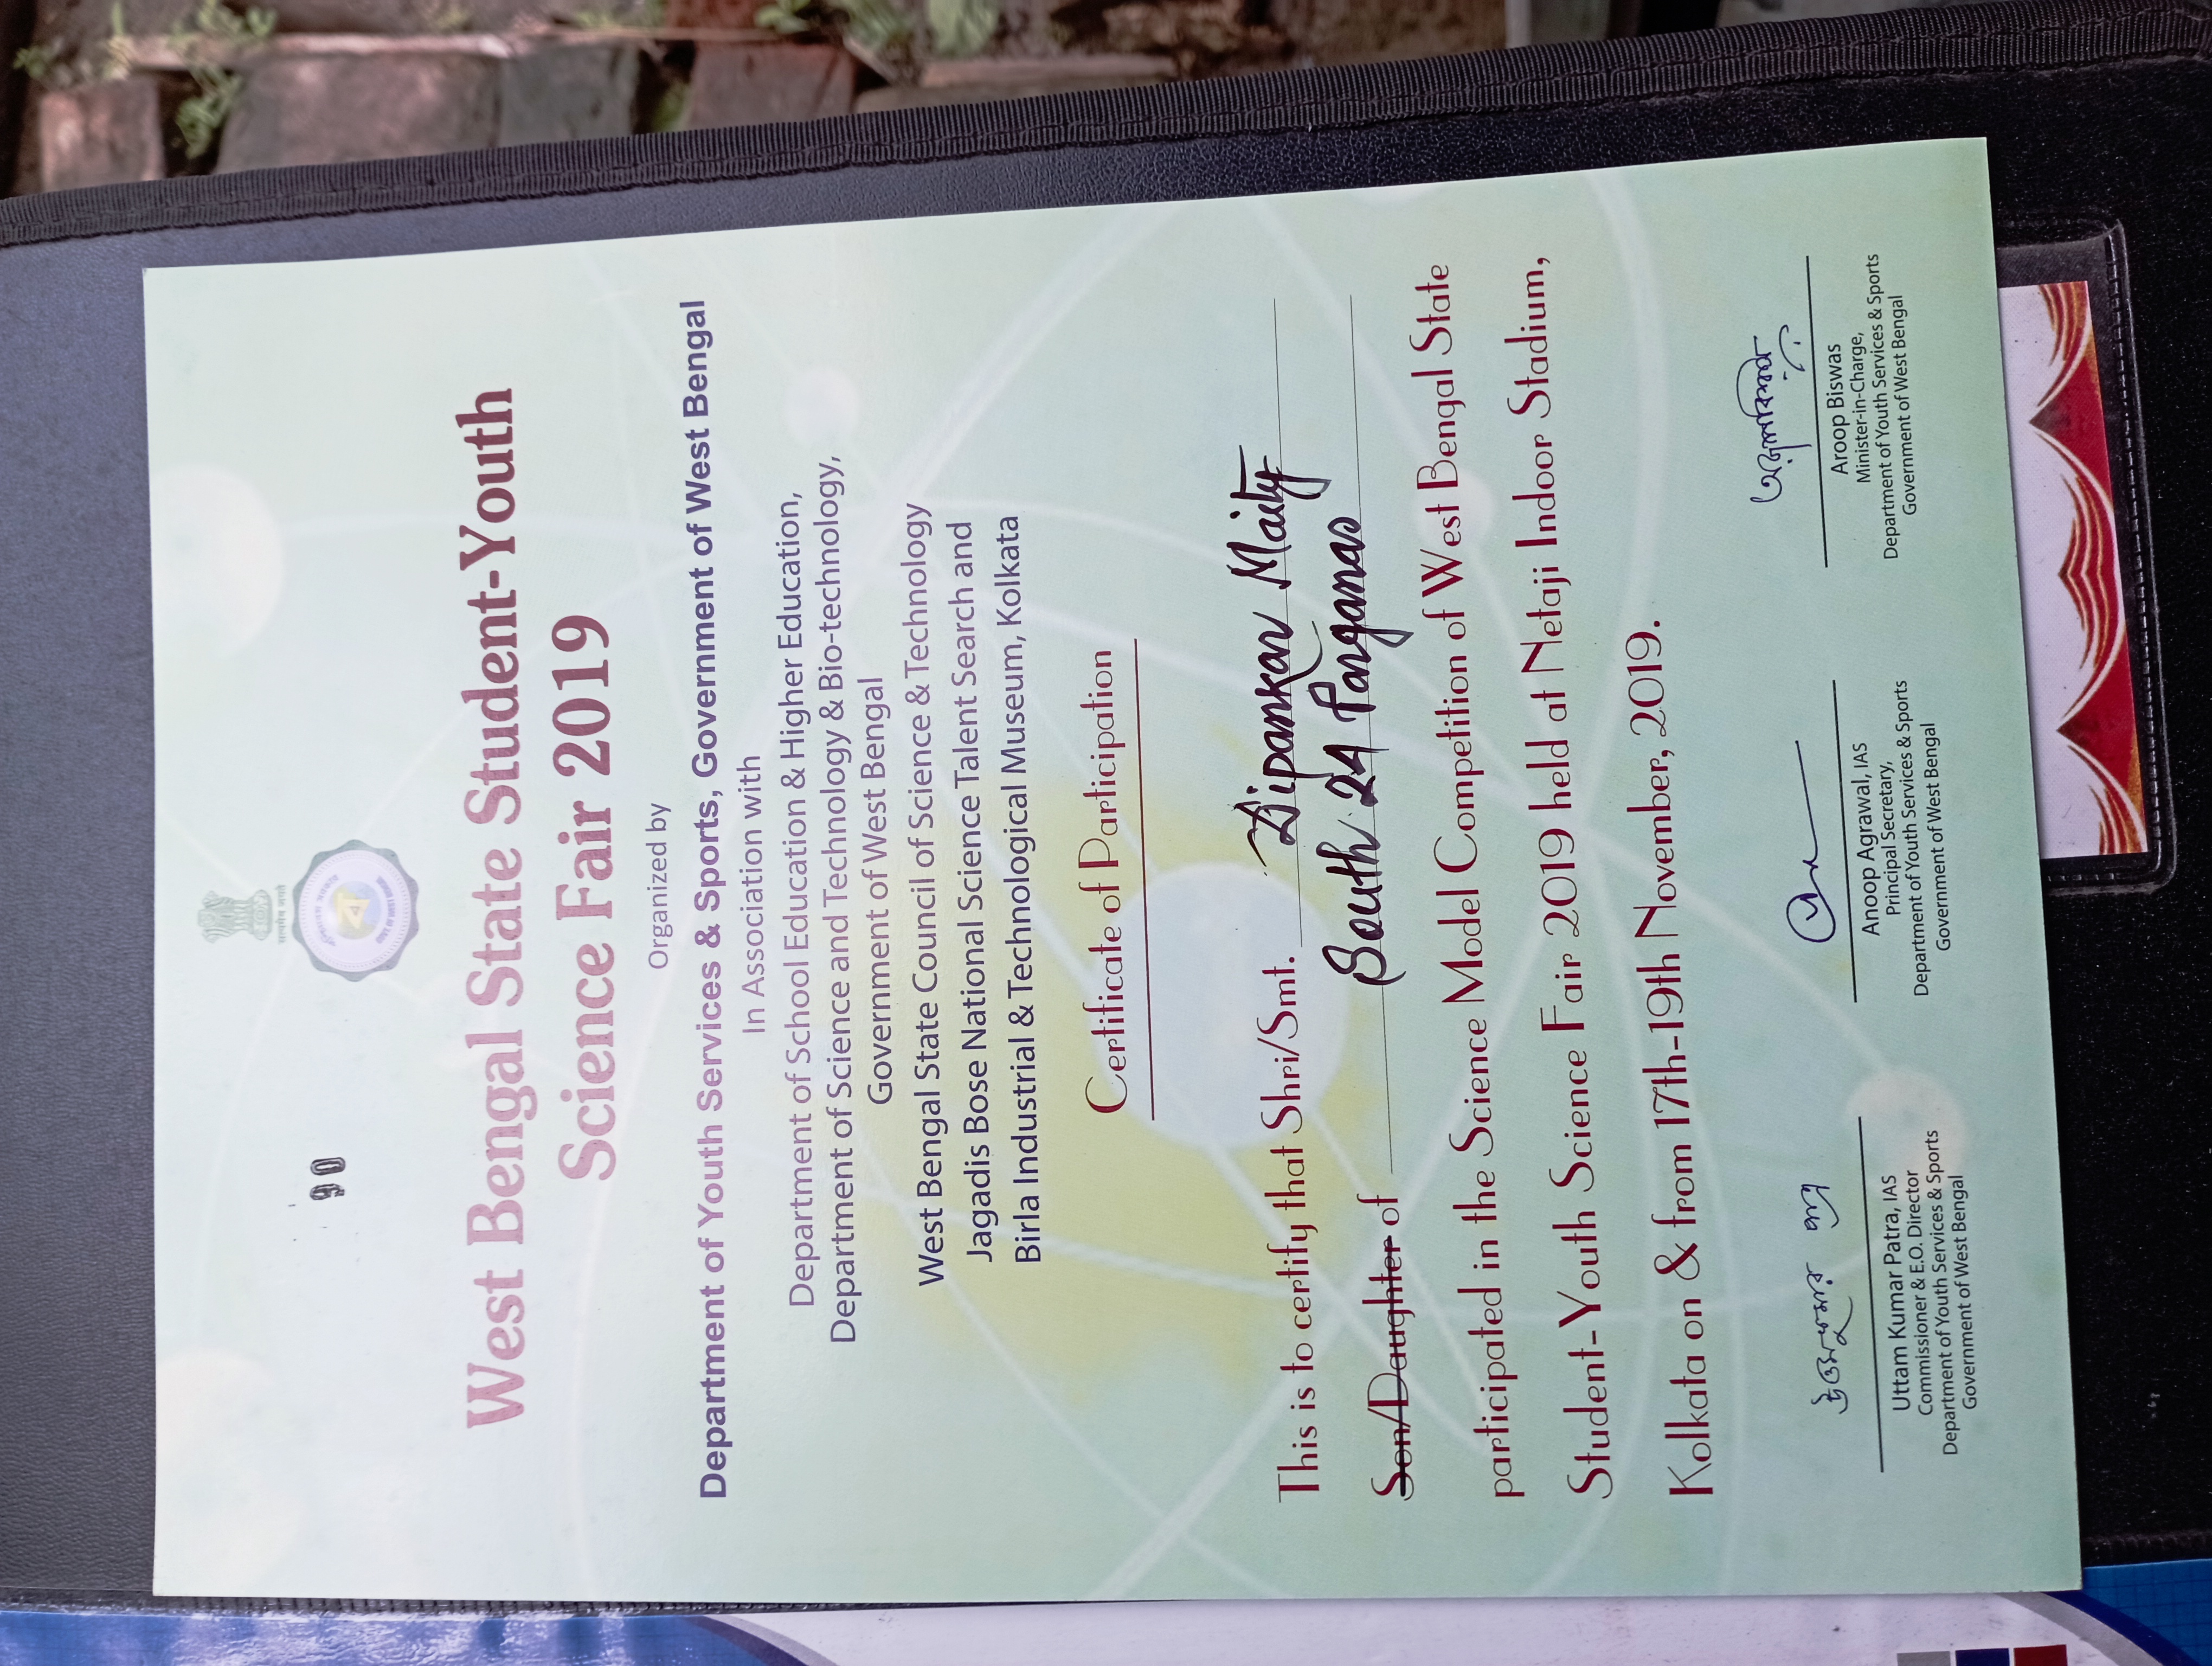 सत्यमेव जयते
90
GOVT. OF WEST BENGAL
West Bengal State Student-Youth
Science Fair 2019
Organized by
Department of Youth Services & Sports, Government of West Bengal
In Association with
Department of School Education & Higher Education,
Department of Science and Technology & Bio-technology,
Government of West Bengal
West Bengal State Council of Science & Technology
Jagadis Bose National Science Talent Search and
Birla Industrial & Technological Museum, Kolkata
Certificate of Participation
This is to certify that Shri/Smt. Dipankar Maity
Son/Daughter of South 24 Parganas
participated in the Science Model Competition of West Bengal State
Student-Youth Science Fair 2019 held at Netaji Indoor Stadium,
Kolkata on & from 17th-19th November, 2019.
উত্তমকুমার পাত্র
Uttam Kumar Patra, IAS
Commissioner & E.O. Director
Department of Youth Services & Sports
Government of West Bengal
Anoop Agrawal, IAS
Principal Secretary,
Department of Youth Services & Sports
Government of West Bengal
Aroop Biswas
Minister-in-Charge,
Department of Youth Services & Sports
Government of West Bengal